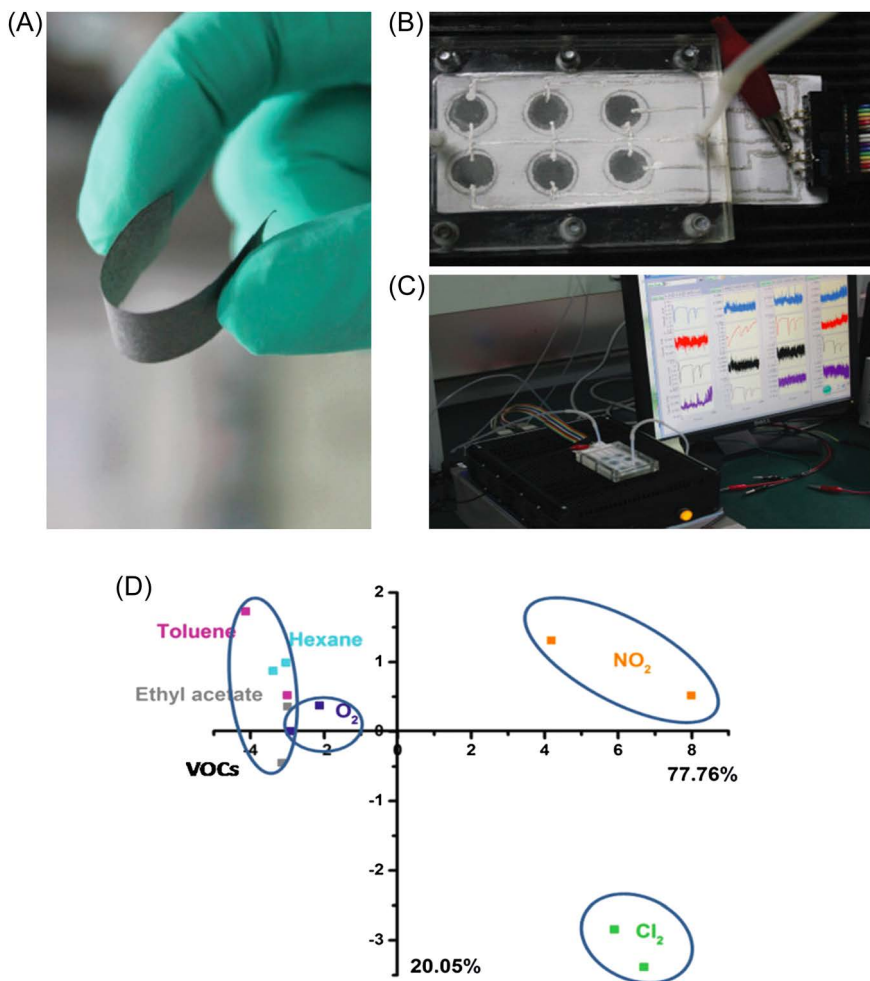 (A)
(B)
(C)
(D)
2
Toluene
Hexane
1
NO₂
Ethyl acetate
O₂
0
-4
-2
0
2
4
6
8
VOCs
77.76%
-1
-2
Cl₂
-3
20.05%